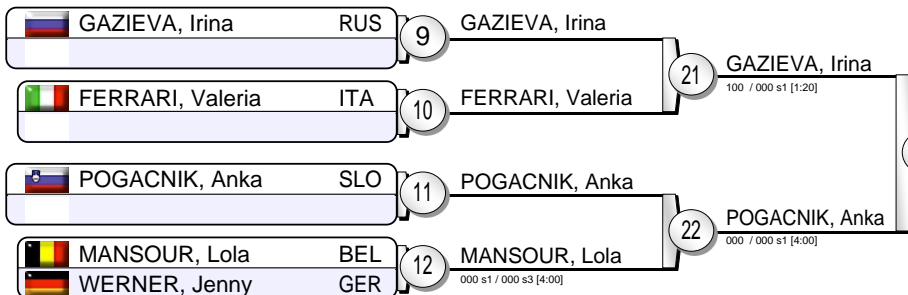 GAZIEVA, Irina RUS 9 GAZIEVA, Irina
21 GAZIEVA, Irina
100 / 000 s1 [1:20]
FERRARI, Valeria ITA 10 FERRARI, Valeria
POGACNIK, Anka SLO 11 POGACNIK, Anka
22 POGACNIK, Anka
000 / 000 s1 [4:00]
MANSOUR, Lola BEL 12 MANSOUR, Lola
000 s1 / 000 s3 [4:00]
WERNER, Jenny GER